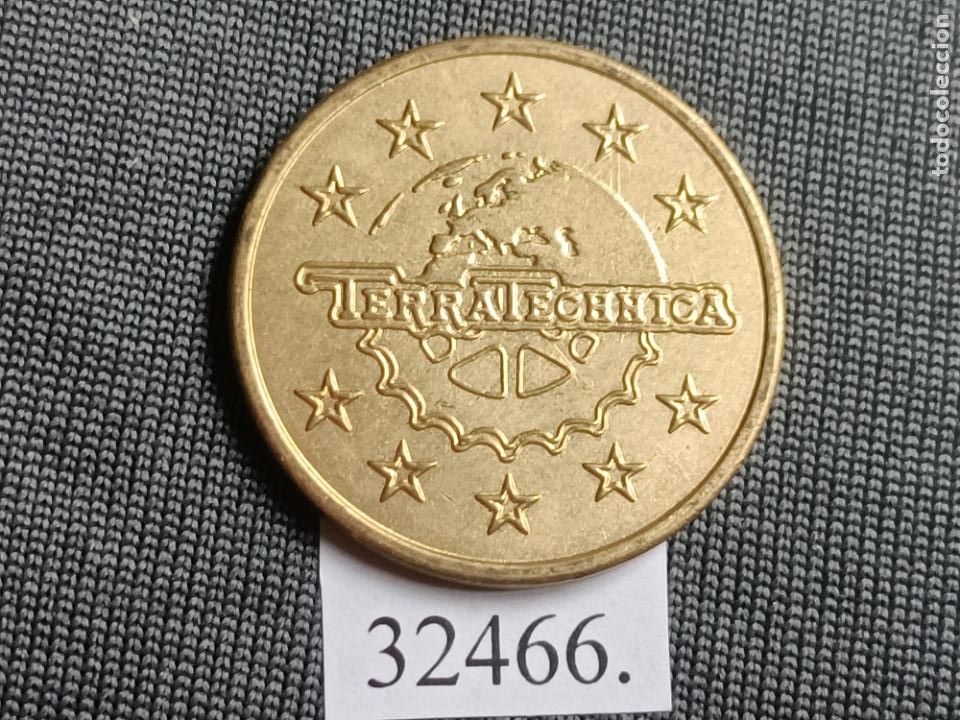 TERRATECHNICA
32466.
todocoleccion